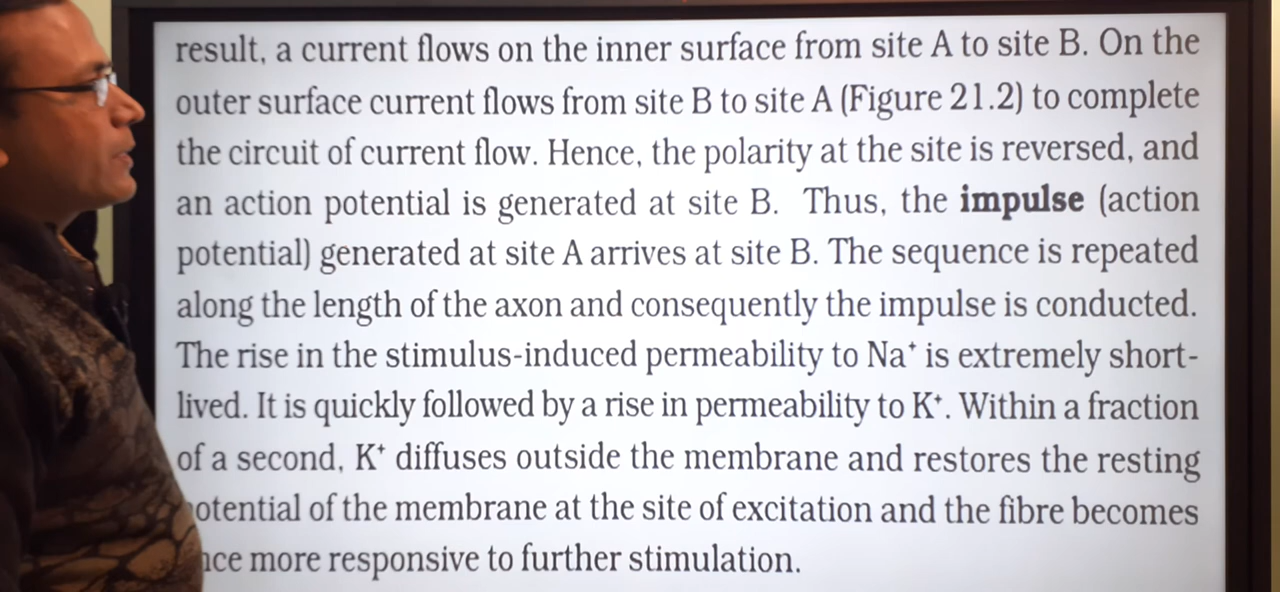 result, a current flows on the inner surface from site A to site B. On the
outer surface current flows from site B to site A (Figure 21.2) to complete
the circuit of current flow. Hence, the polarity at the site is reversed, and
an action potential is generated at site B. Thus, the impulse (action
potential) generated at site A arrives at site B. The sequence is repeated
along the length of the axon and consequently the impulse is conducted.
The rise in the stimulus-induced permeability to Na⁺ is extremely short-
lived. It is quickly followed by a rise in permeability to K⁺. Within a fraction
of a second, K⁺ diffuses outside the membrane and restores the resting
otential of the membrane at the site of excitation and the fibre becomes
nce more responsive to further stimulation.